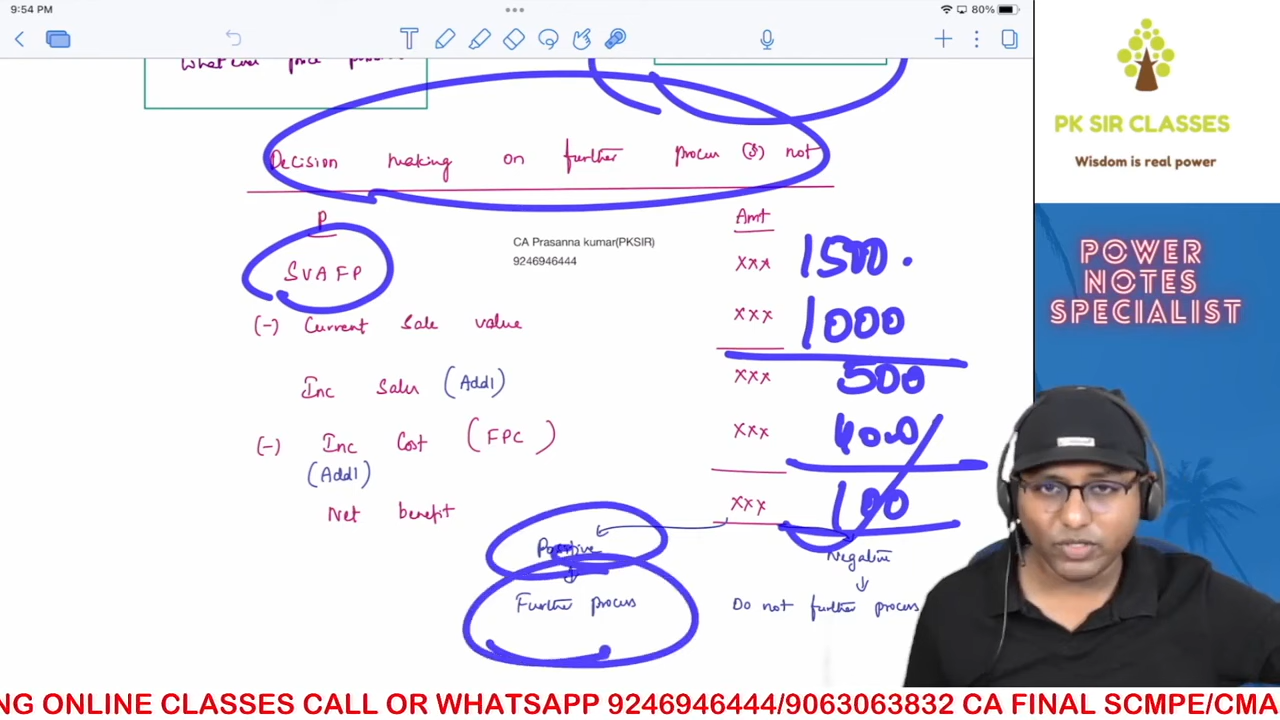 9:54 PM
80%
What ever price
Decision making on further process (or) not
P
Amt
SVAFP
xxx 1500
CA Prasanna kumar(PKSIR)
9246946444
(-) Current Sale value xxx 1000
Inc Sales (Addl) xxx 500
(-) Inc Cost (FPC) xxx 400
(Addl)
Net benefit xxx 100
Positive
Negative
Further process
Do not further process
PK SIR CLASSES
Wisdom is real power
POWER
NOTES
SPECIALIST
NG ONLINE CLASSES CALL OR WHATSAPP 9246946444/9063063832 CA FINAL SCMPE/CMA